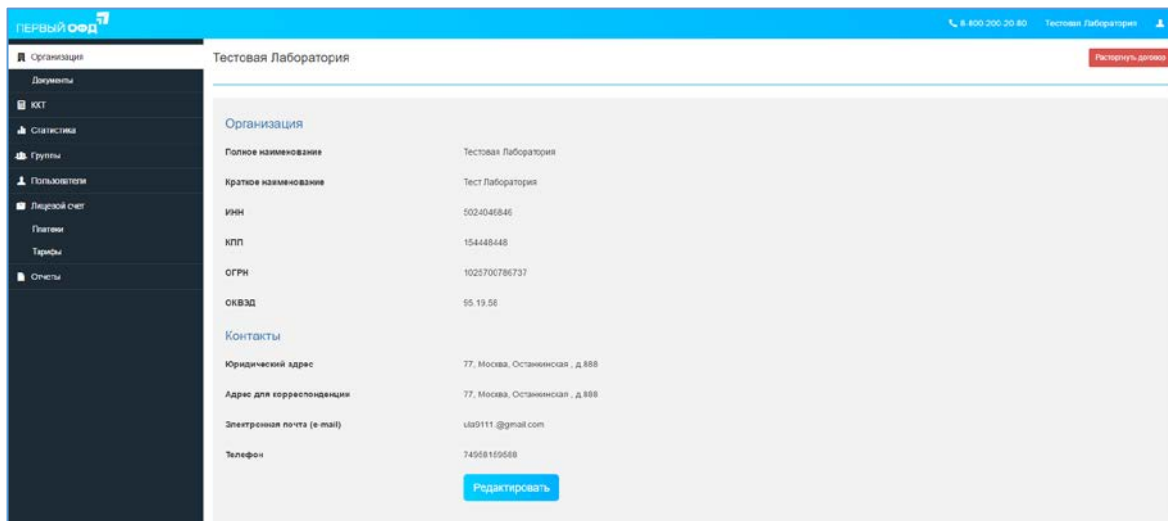 ПЕРВЫЙ ОФД
8-800-200-20-80 Тестовая Лаборатория
Организация
Документы
ККТ
Статистика
Группы
Пользователи
Лицевой счет
Платежи
Тарифы
Отчеты
Тестовая Лаборатория
Расторгнуть договор
Организация
Полное наименование Тестовая Лаборатория
Краткое наименование Тест Лаборатория
ИНН 5024046846
КПП 154448448
ОГРН 1025700786737
ОКВЭД 95.19.56
Контакты
Юридический адрес 77, Москва, Останкинская , д.888
Адрес для корреспонденции 77, Москва, Останкинская , д.888
Электронная почта (e-mail) ula9111.@gmail.com
Телефон
Редактировать